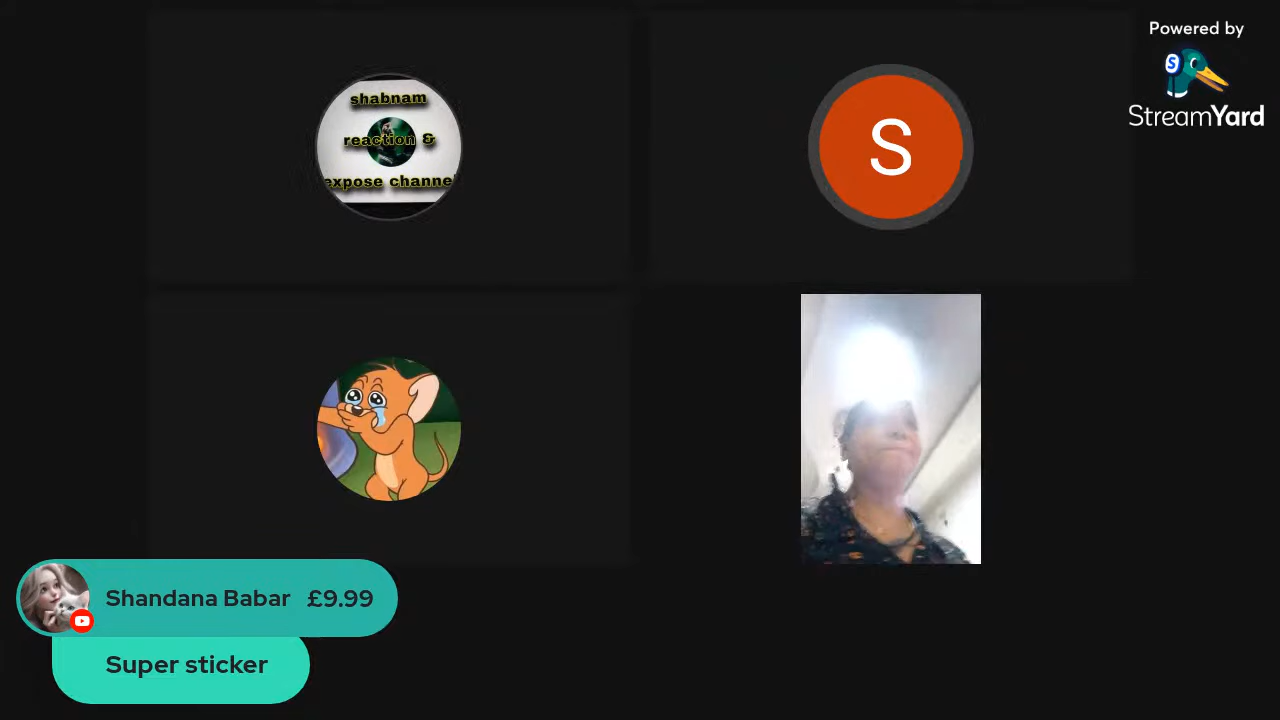 Powered by
StreamYard
shabnam
reaction &
expose channel
S
Shandana Babar £9.99
Super sticker